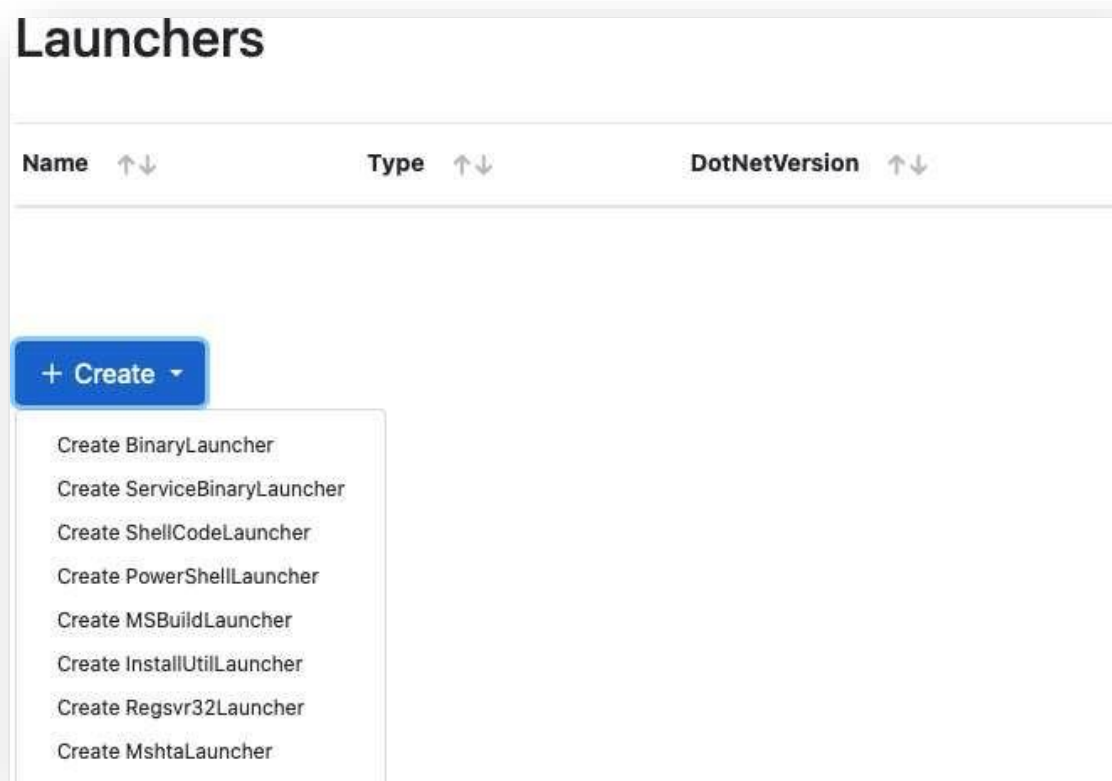 Launchers
Name Type DotNetVersion
+ Create
Create BinaryLauncher
Create ServiceBinaryLauncher
Create ShellCodeLauncher
Create PowerShellLauncher
Create MSBuildLauncher
Create InstallUtilLauncher
Create Regsvr32Launcher
Create MshtaLauncher